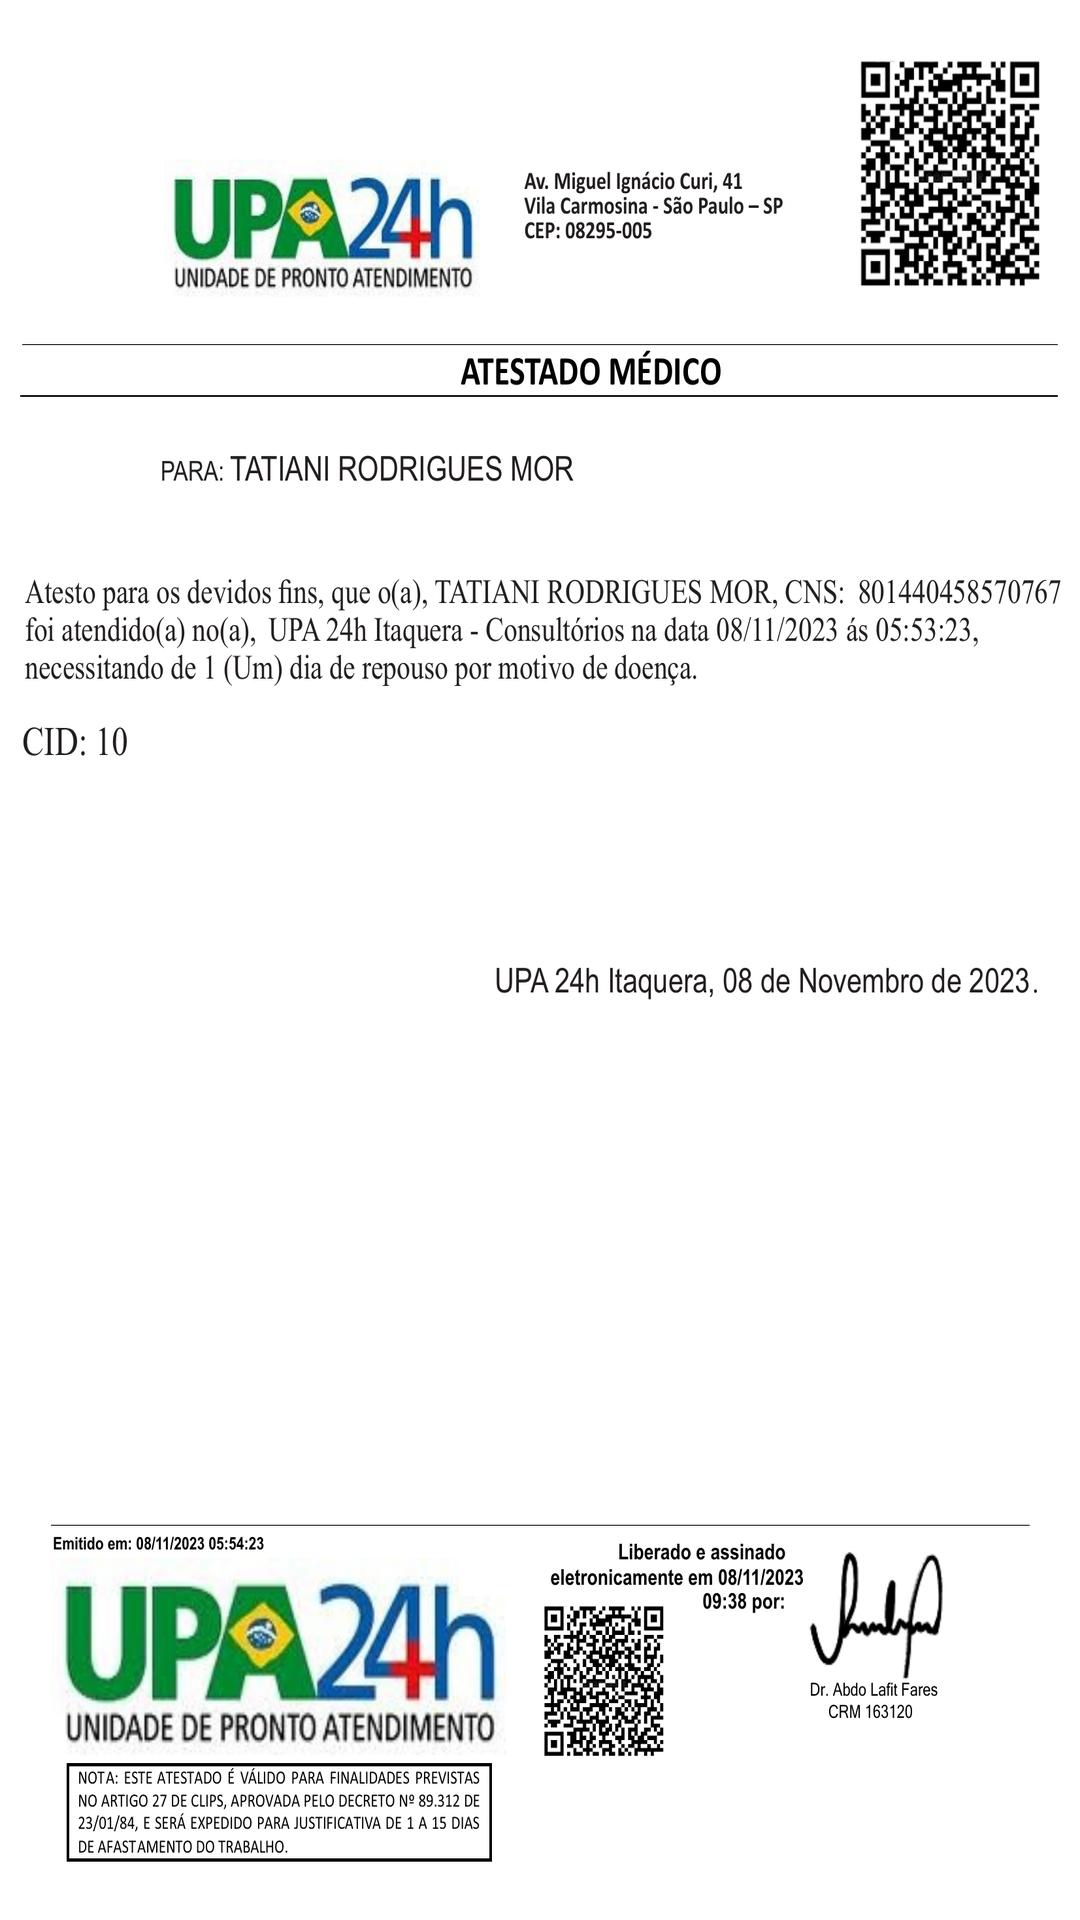 UPA24h
UNIDADE DE PRONTO ATENDIMENTO
Av. Miguel Ignácio Curi, 41
Vila Carmosina - São Paulo – SP
CEP: 08295-005
ATESTADO MÉDICO
PARA: TATIANI RODRIGUES MOR
Atesto para os devidos fins, que o(a), TATIANI RODRIGUES MOR, CNS: 801440458570767
foi atendido(a) no(a), UPA 24h Itaquera - Consultórios na data 08/11/2023 ás 05:53:23,
necessitando de 1 (Um) dia de repouso por motivo de doença.
CID: 10
UPA 24h Itaquera, 08 de Novembro de 2023.
Emitido em: 08/11/2023 05:54:23
UPA24h
UNIDADE DE PRONTO ATENDIMENTO
NOTA: ESTE ATESTADO É VÁLIDO PARA FINALIDADES PREVISTAS
NO ARTIGO 27 DE CLIPS, APROVADA PELO DECRETO Nº 89.312 DE
23/01/84, E SERÁ EXPEDIDO PARA JUSTIFICATIVA DE 1 A 15 DIAS
DE AFASTAMENTO DO TRABALHO.
Liberado e assinado
eletronicamente em 08/11/2023
09:38 por:
Dr. Abdo Lafit Fares
CRM 163120